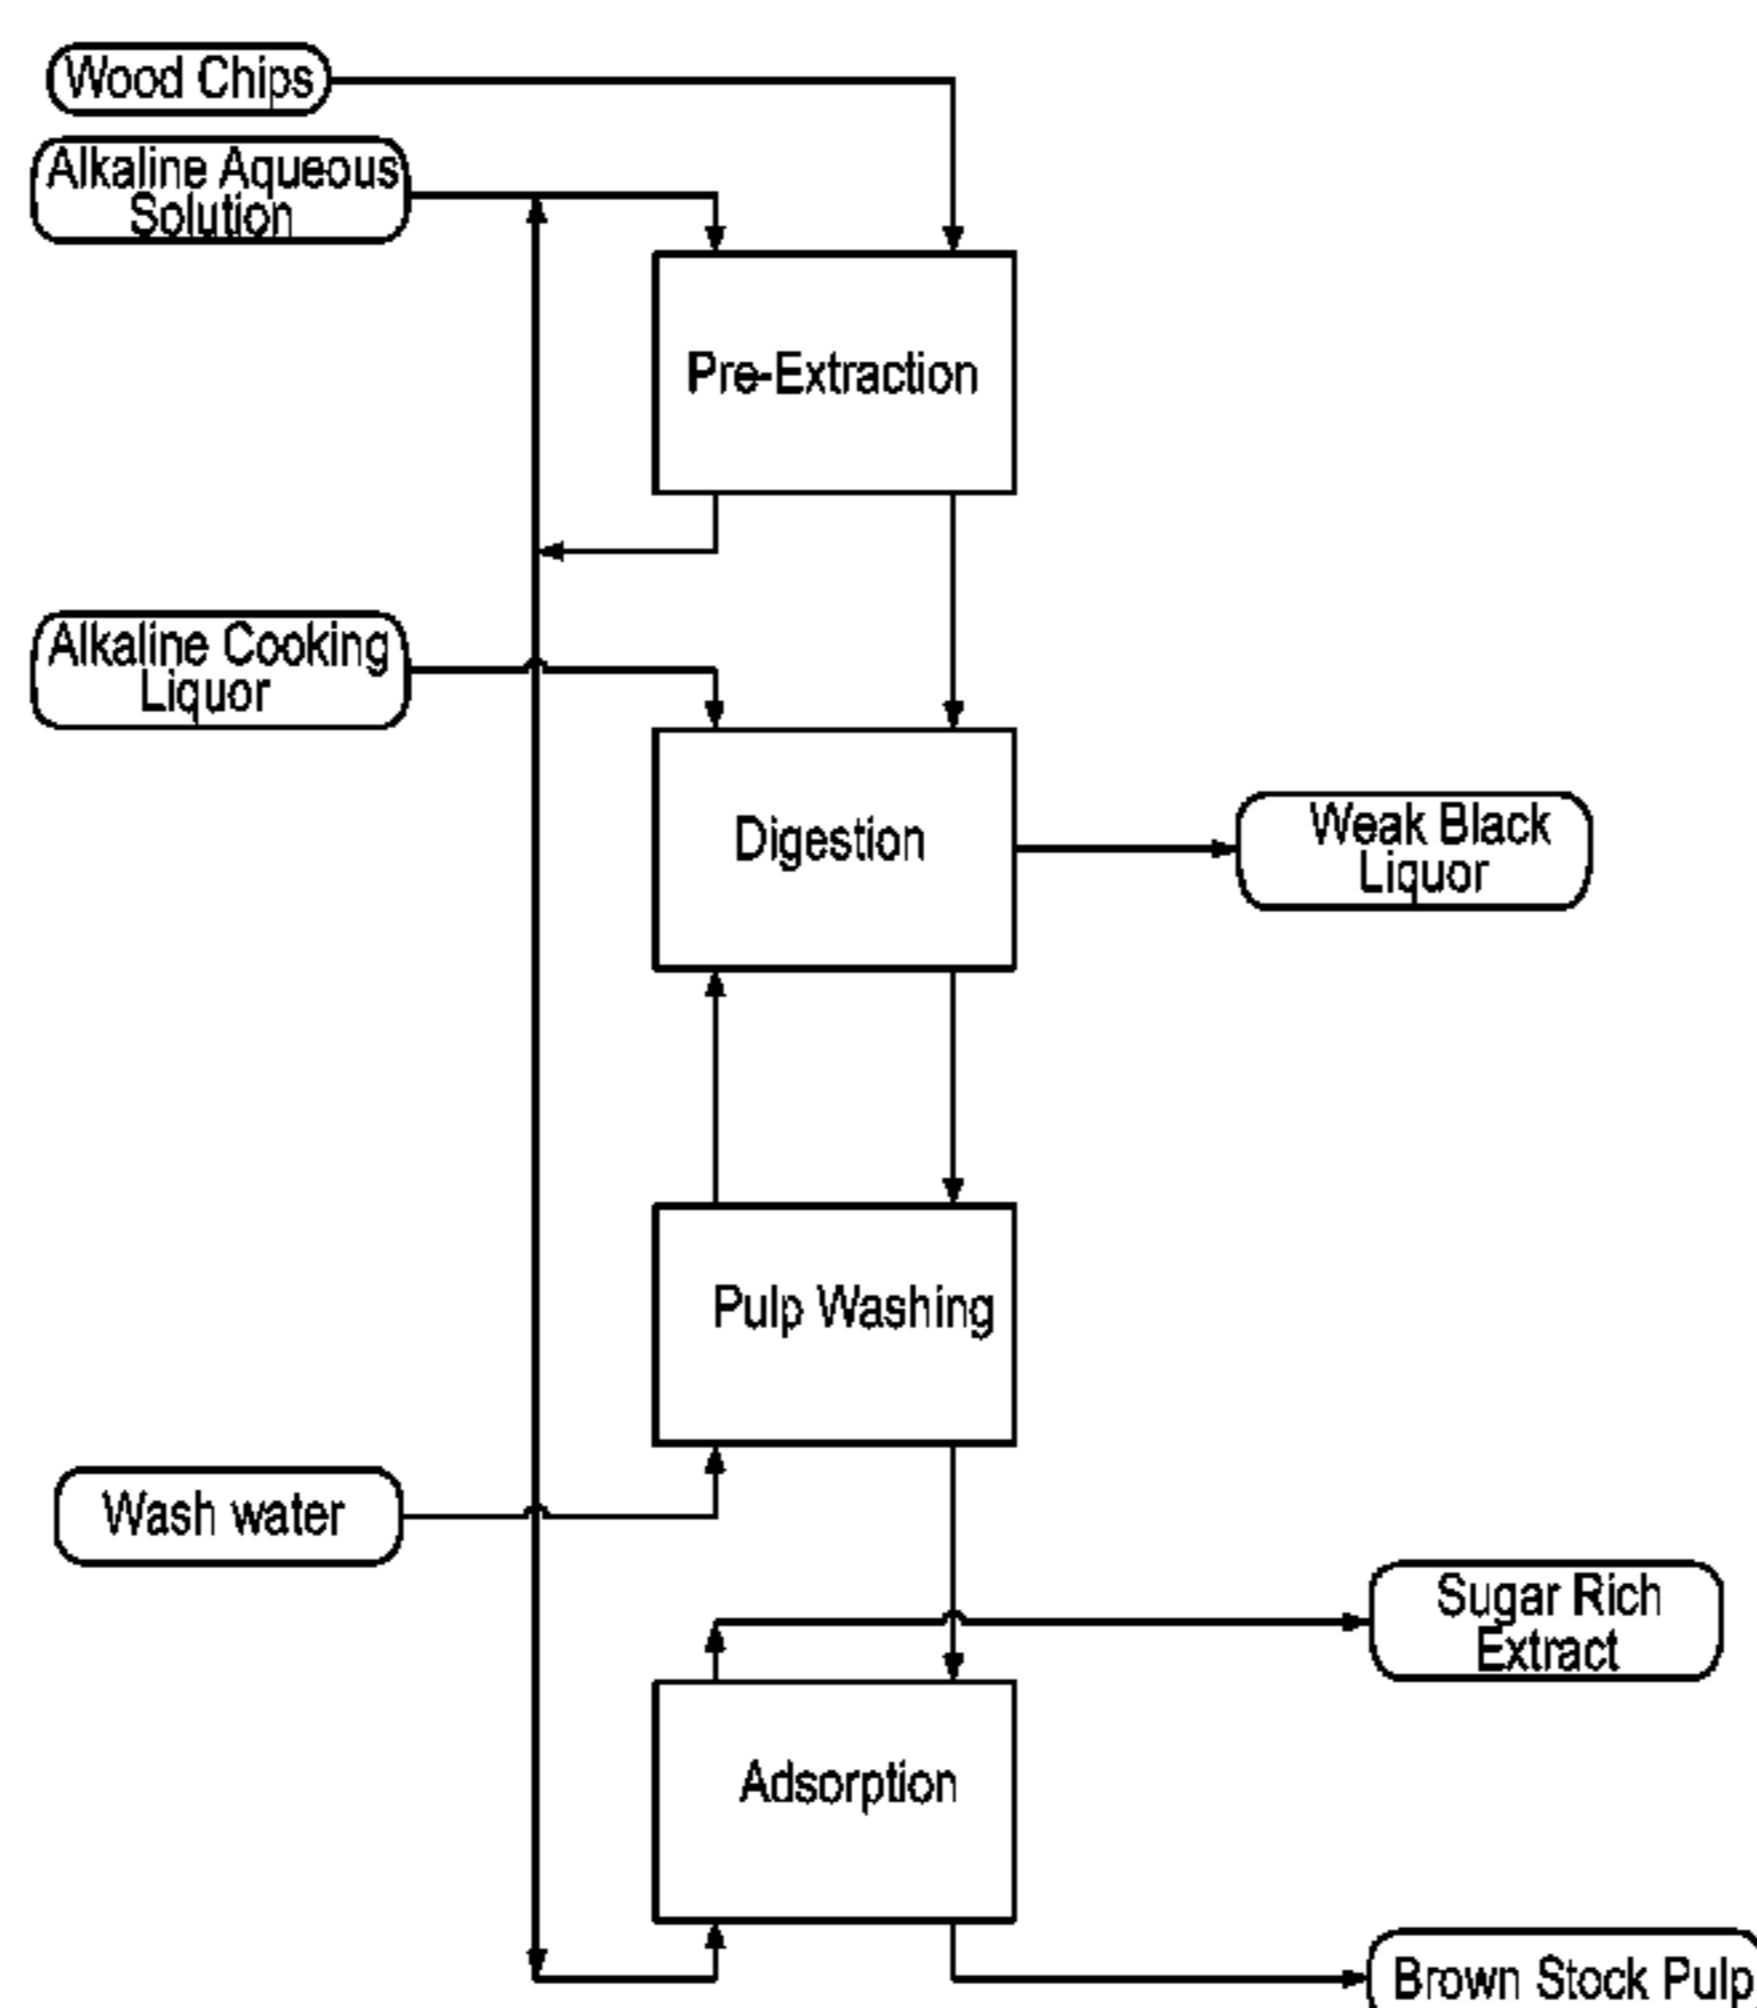 Wood Chips
Alkaline Aqueous
Solution
Pre-Extraction
Alkaline Cooking
Liquor
Digestion
Weak Black
Liquor
Pulp Washing
Wash water
Sugar Rich
Extract
Adsorption
Brown Stock Pulp